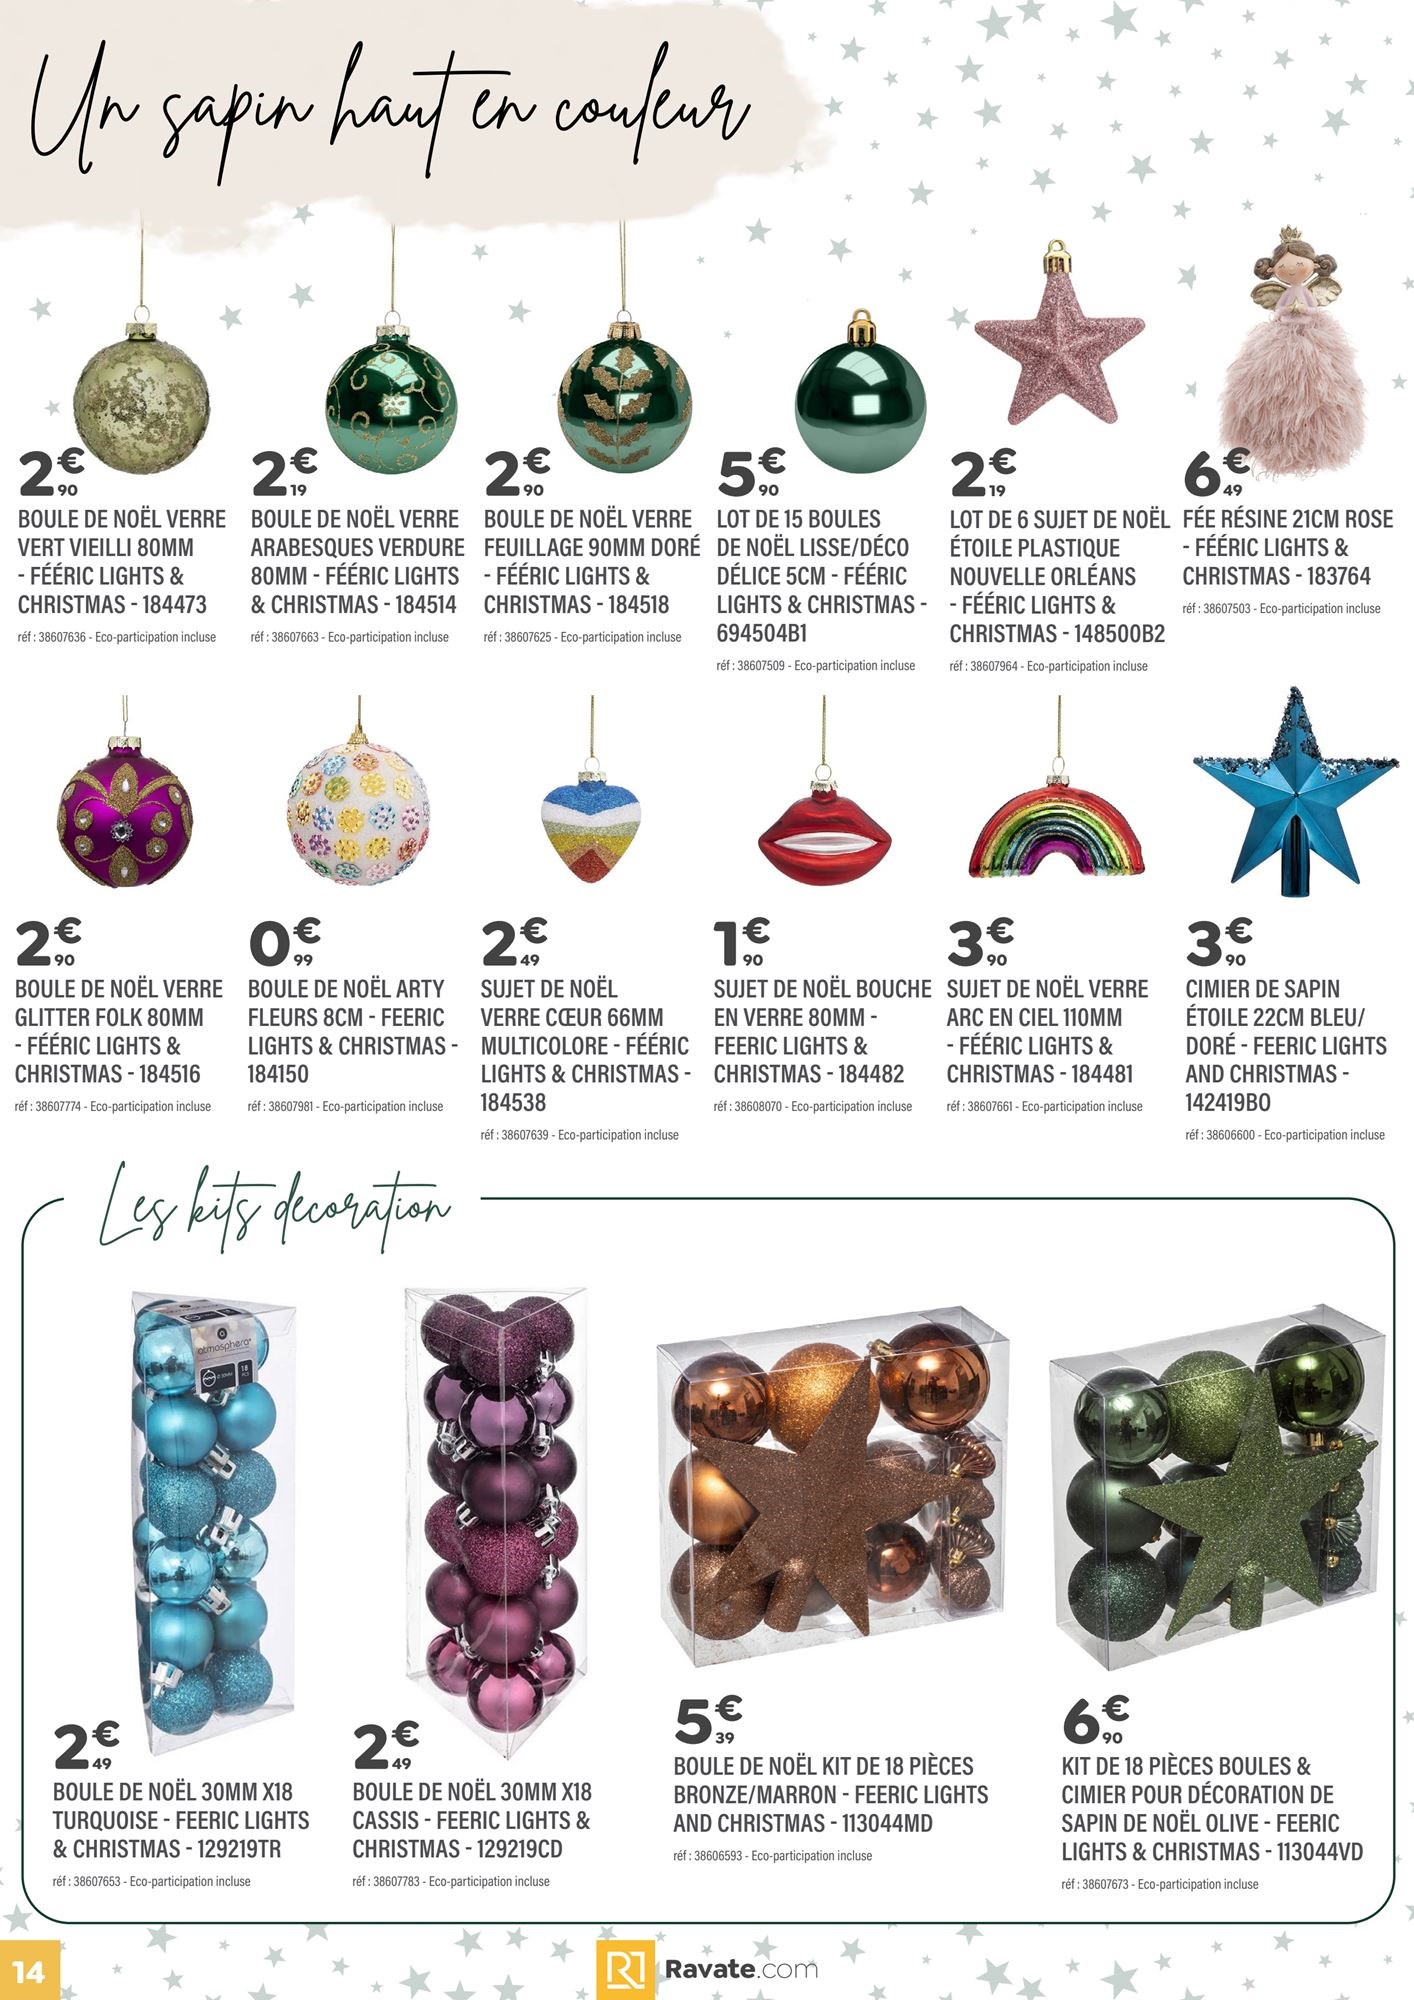 Un sapin haut en couleur
2€90
BOULE DE NOËL VERRE
VERT VIEILLI 80MM
- FÉÉRIC LIGHTS &
CHRISTMAS - 184473
réf : 38607636 - Eco-participation incluse
2€19
BOULE DE NOËL VERRE
ARABESQUES VERDURE
80MM - FÉÉRIC LIGHTS
& CHRISTMAS - 184514
réf : 38607663 - Eco-participation incluse
2€90
BOULE DE NOËL VERRE
FEUILLAGE 90MM DORÉ
- FÉÉRIC LIGHTS &
CHRISTMAS - 184518
réf : 38607625 - Eco-participation incluse
5€90
LOT DE 15 BOULES
DE NOËL LISSE/DÉCO
DÉLICE 5CM - FÉÉRIC
LIGHTS & CHRISTMAS -
694504B1
réf : 38607509 - Eco-participation incluse
2€19
LOT DE 6 SUJET DE NOËL
ÉTOILE PLASTIQUE
NOUVELLE ORLÉANS
- FÉÉRIC LIGHTS &
CHRISTMAS - 148500B2
réf : 38607964 - Eco-participation incluse
6€49
FÉE RÉSINE 21CM ROSE
- FÉÉRIC LIGHTS &
CHRISTMAS - 183764
réf : 38607503 - Eco-participation incluse
2€90
BOULE DE NOËL VERRE
GLITTER FOLK 80MM
- FÉÉRIC LIGHTS &
CHRISTMAS - 184516
réf : 38607774 - Eco-participation incluse
0€99
BOULE DE NOËL ARTY
FLEURS 8CM - FEERIC
LIGHTS & CHRISTMAS -
184150
réf : 38607981 - Eco-participation incluse
2€49
SUJET DE NOËL
VERRE CŒUR 66MM
MULTICOLORE - FÉÉRIC
LIGHTS & CHRISTMAS -
184538
réf : 38607639 - Eco-participation incluse
1€90
SUJET DE NOËL BOUCHE
EN VERRE 80MM -
FEERIC LIGHTS &
CHRISTMAS - 184482
réf : 38608070 - Eco-participation incluse
3€90
SUJET DE NOËL VERRE
ARC EN CIEL 110MM
- FÉÉRIC LIGHTS &
CHRISTMAS - 184481
réf : 38607661 - Eco-participation incluse
3€90
CIMIER DE SAPIN
ÉTOILE 22CM BLEU/
DORÉ - FEERIC LIGHTS
AND CHRISTMAS -
142419BO
réf : 38606600 - Eco-participation incluse
Les kits decoration
atmosphera
18
PCS
2€49
BOULE DE NOËL 30MM X18
TURQUOISE - FEERIC LIGHTS
& CHRISTMAS - 129219TR
réf : 38607653 - Eco-participation incluse
2€49
BOULE DE NOËL 30MM X18
CASSIS - FEERIC LIGHTS &
CHRISTMAS - 129219CD
réf : 38607783 - Eco-participation incluse
5€39
BOULE DE NOËL KIT DE 18 PIÈCES
BRONZE/MARRON - FEERIC LIGHTS
AND CHRISTMAS - 113044MD
réf : 38606593 - Eco-participation incluse
6€90
KIT DE 18 PIÈCES BOULES &
CIMIER POUR DÉCORATION DE
SAPIN DE NOËL OLIVE - FEERIC
LIGHTS & CHRISTMAS - 113044VD
réf : 38607673 - Eco-participation incluse
14
Ravate.com